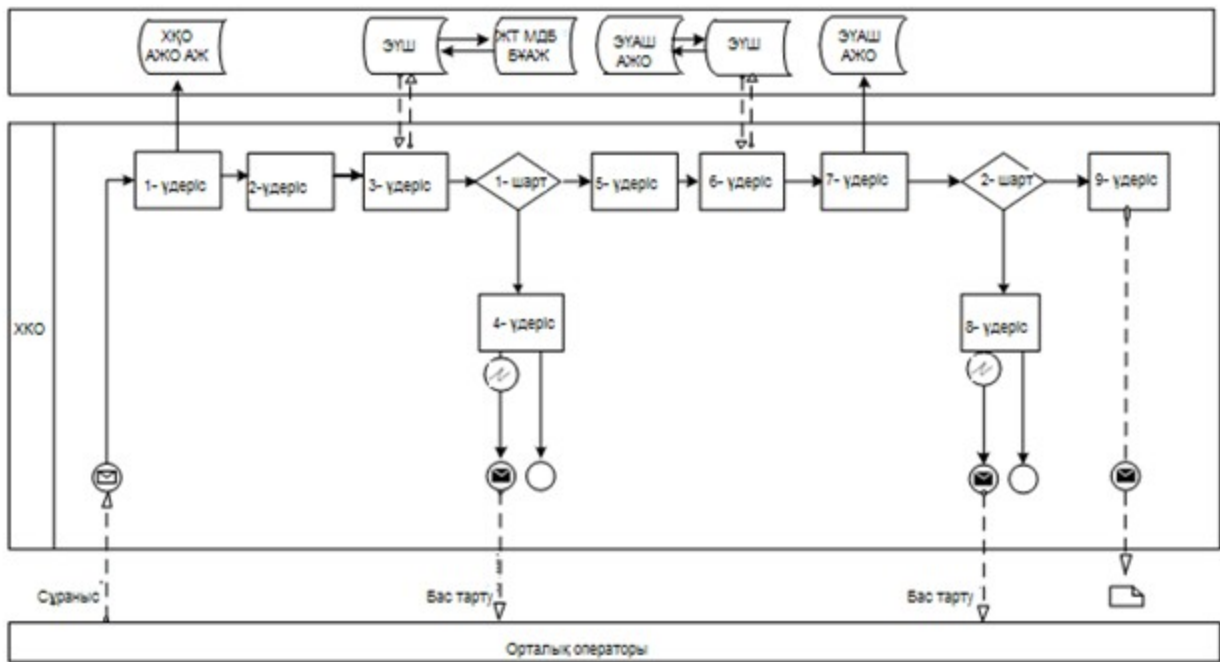 ХҚО
АЖО АЖ
ЭҮШ
ЖТ МДБ
БҰАЖ
ЭҮАШ
АЖО
ЭҮШ
ЭҮАШ
АЖО
1- үдеріс
2-үдеріс
3- үдеріс
1- шарт
5- үдеріс
6- үдеріс
7- үдеріс
2- шарт
9- үдеріс
4- үдеріс
8- үдеріс
ХКО
Сұраныс
Бас тарту
Бас тарту
Орталық операторы